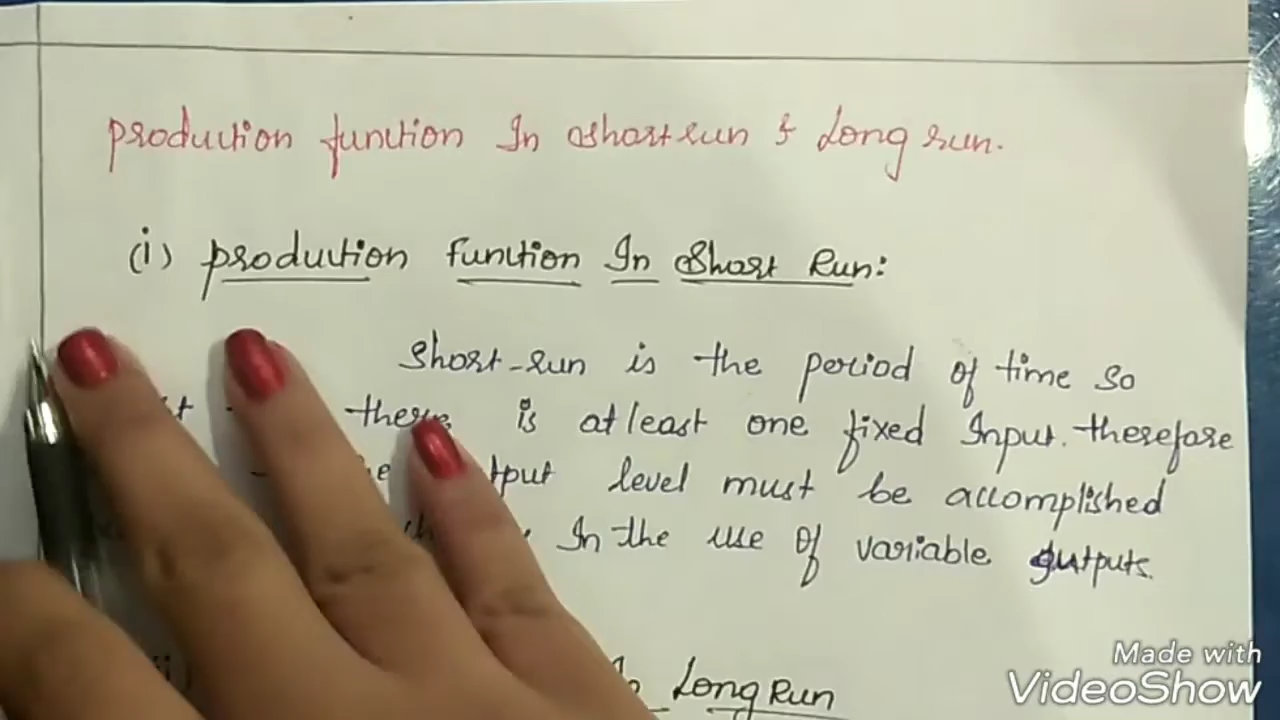 production function In short run & Long run.
(i) production function In Short Run:
Short-run is the period of time so
there is atleast one fixed Input. therefore
level must be accomplished
In the use of variable outputs.
Long Run
Made with
VideoShow